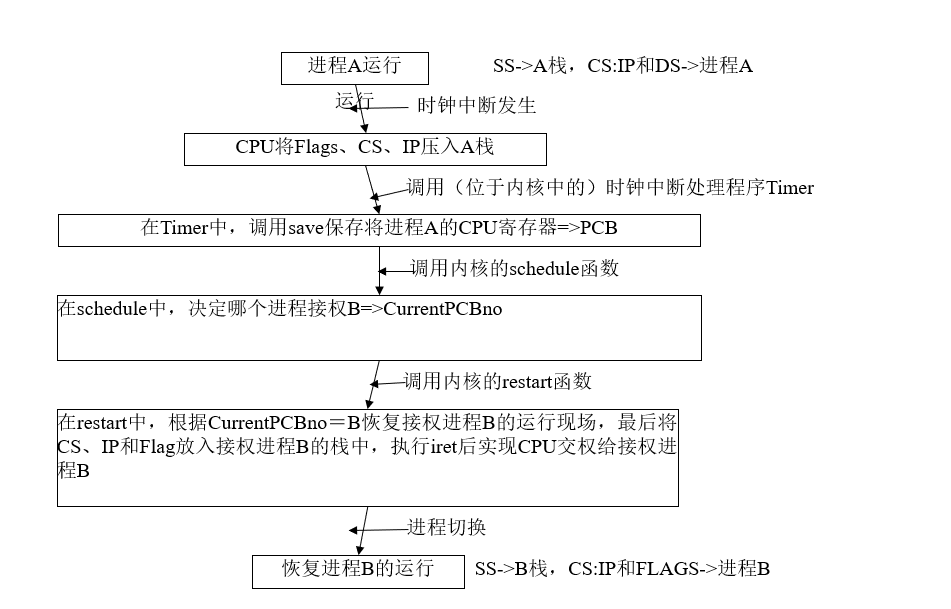 进程A运行
SS->A栈，CS:IP和DS->进程A
运行
时钟中断发生
CPU将Flags、CS、IP压入A栈
调用（位于内核中的）时钟中断处理程序Timer
在Timer中，调用save保存将进程A的CPU寄存器=>PCB
调用内核的schedule函数
在schedule中，决定哪个进程接权B=>CurrentPCBno
调用内核的restart函数
在restart中，根据CurrentPCBno＝B恢复接权进程B的运行现场，最后将
CS、IP和Flag放入接权进程B的栈中，执行iret后实现CPU交权给接权进
程B
进程切换
恢复进程B的运行
SS->B栈，CS:IP和FLAGS->进程B